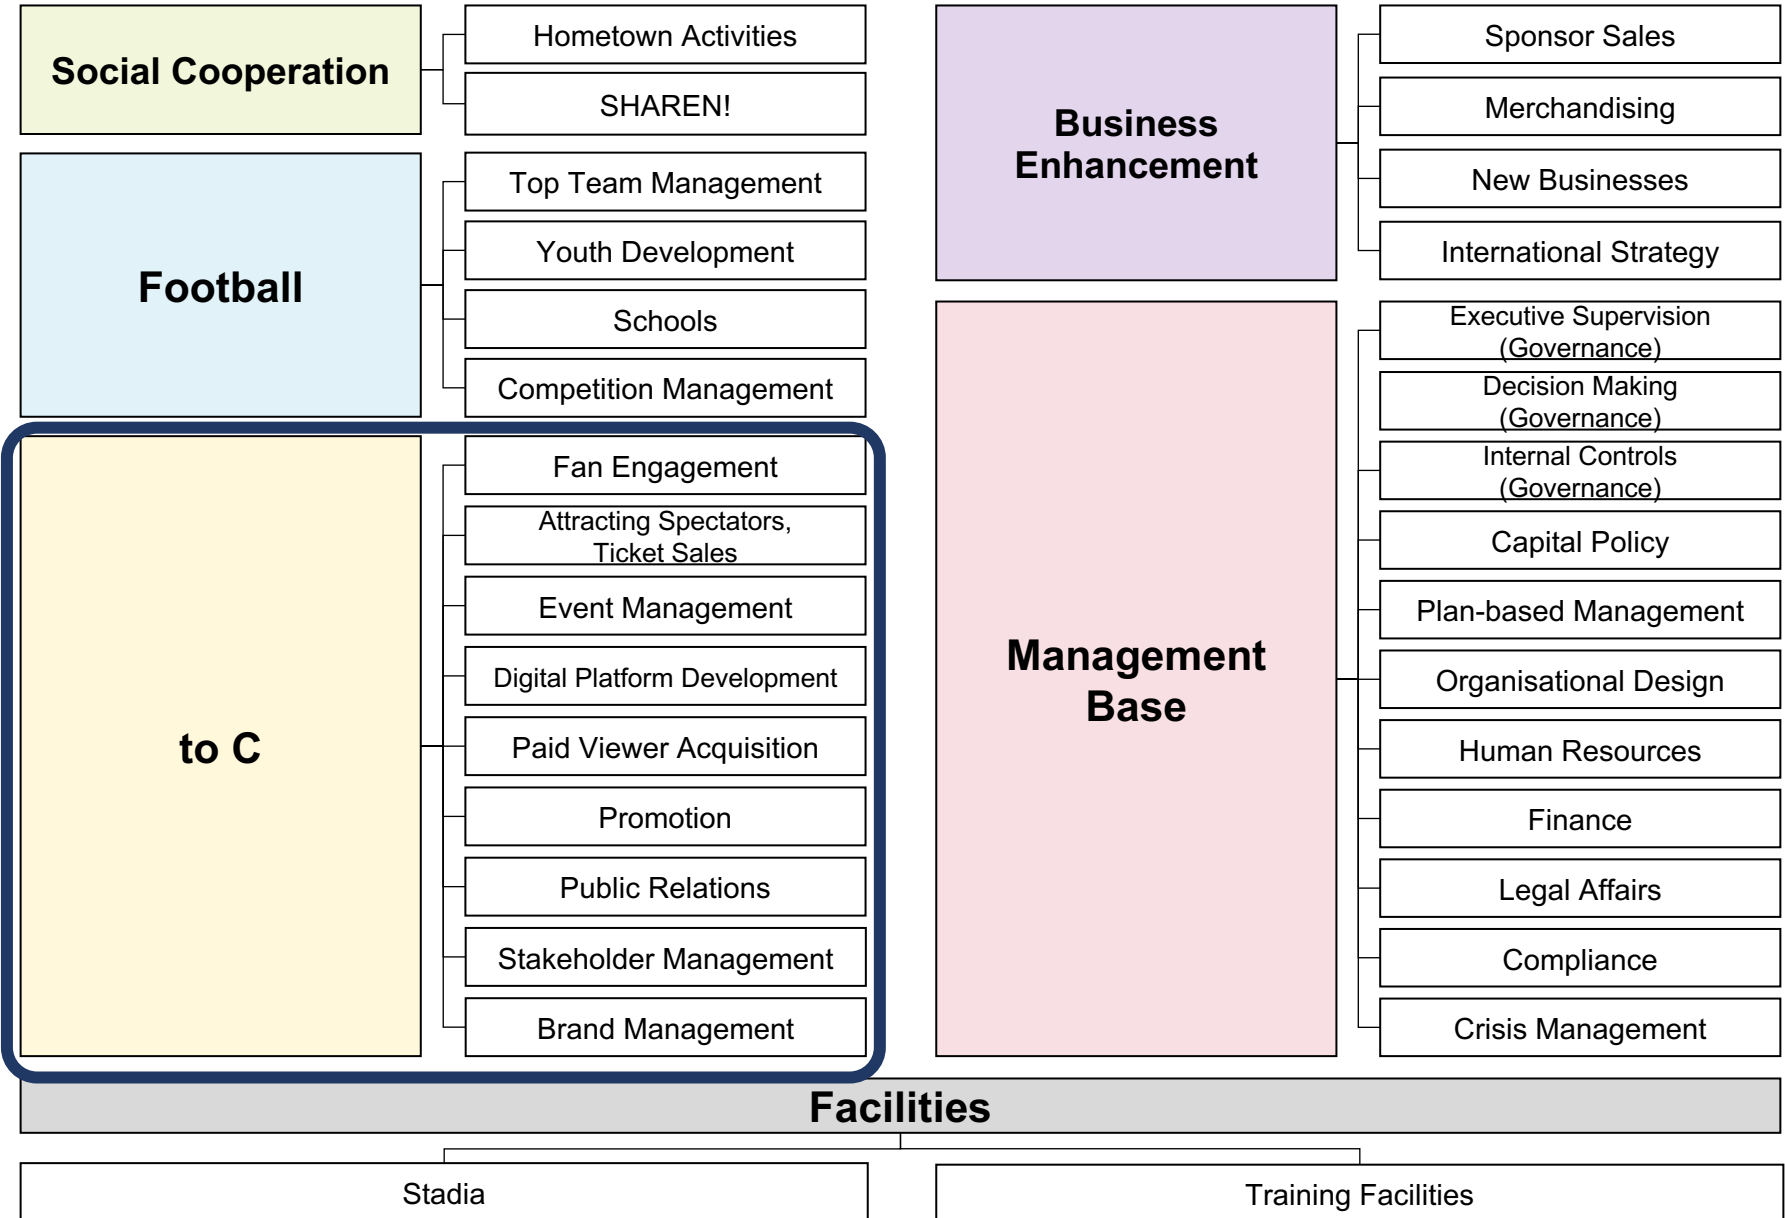 Social Cooperation
Hometown Activities
SHAREN!
Football
Top Team Management
Youth Development
Schools
Competition Management
to C
Fan Engagement
Attracting Spectators,
Ticket Sales
Event Management
Digital Platform Development
Paid Viewer Acquisition
Promotion
Public Relations
Stakeholder Management
Brand Management
Business
Enhancement
Sponsor Sales
Merchandising
New Businesses
International Strategy
Management
Base
Executive Supervision
(Governance)
Decision Making
(Governance)
Internal Controls
(Governance)
Capital Policy
Plan-based Management
Organisational Design
Human Resources
Finance
Legal Affairs
Compliance
Crisis Management
Facilities
Stadia
Training Facilities